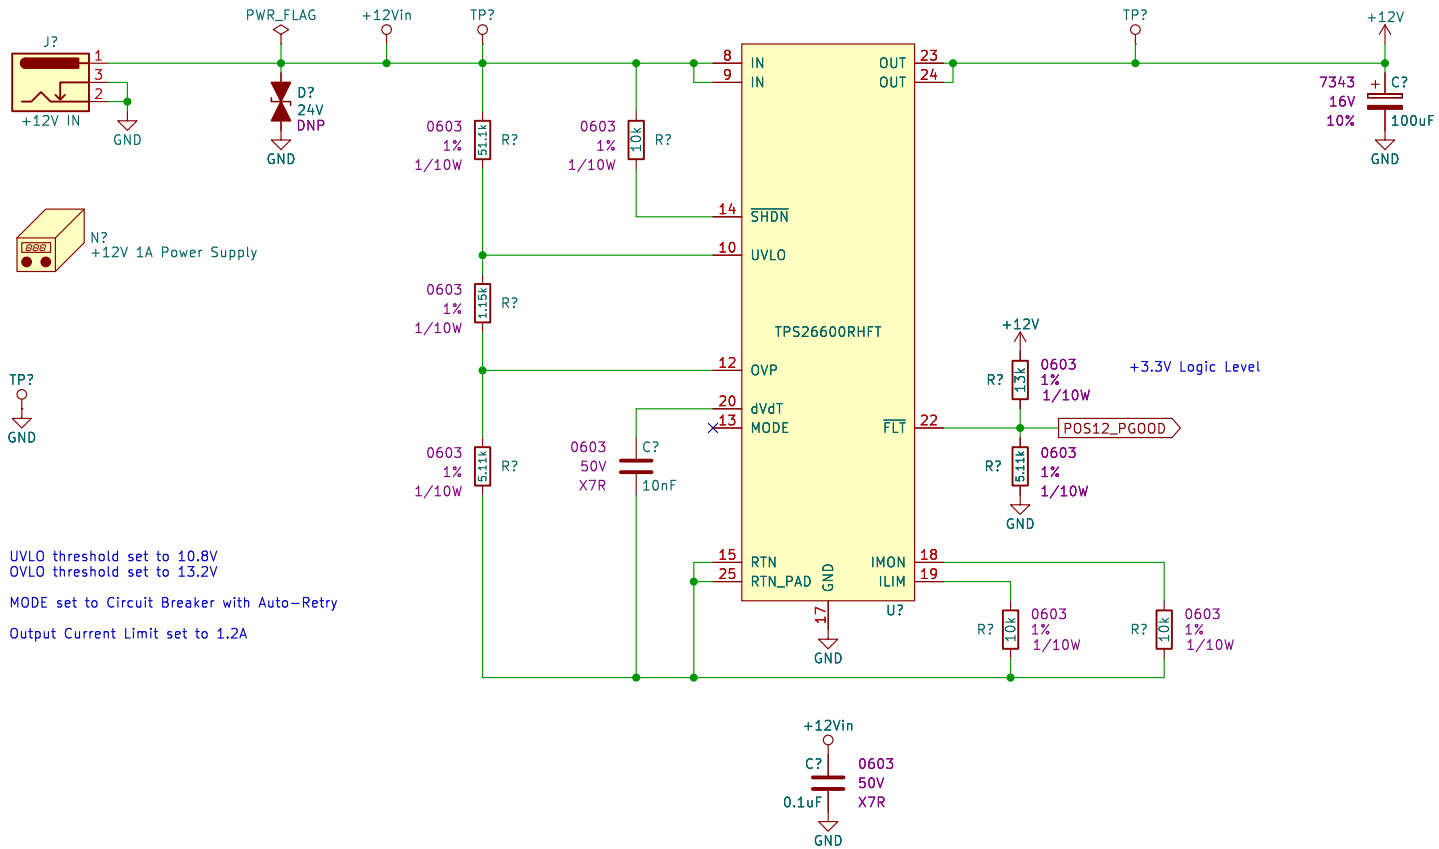 PWR_FLAG
+12Vin
TP?
TP?
+12V
J?
1
3
2
+12V IN
GND
D?
24V
DNP
GND
0603
1%
1/10W
51.1k
R?
0603
1%
1/10W
10k
R?
8
IN
9
IN
OUT
23
OUT
24
7343
16V
10%
C?
100uF
GND
14
SHDN
10
UVLO
N?
+12V 1A Power Supply
888
0603
1%
1/10W
1.15k
R?
TPS26600RHFT
12
OVP
20
dVdT
13
MODE
FLT
22
+12V
R?
13k
0603
1%
1/10W
+3.3V Logic Level
POS12_PGOOD
TP?
GND
0603
1%
1/10W
5.11k
R?
0603
50V
X7R
C?
10nF
R?
5.11k
0603
1%
1/10W
GND
UVLO threshold set to 10.8V
OVLO threshold set to 13.2V
MODE set to Circuit Breaker with Auto-Retry
Output Current Limit set to 1.2A
15
RTN
25
RTN_PAD
GND
17
IMON
18
ILIM
19
U?
GND
R?
10k
0603
1%
1/10W
R?
10k
0603
1%
1/10W
+12Vin
C?
0.1uF
0603
50V
X7R
GND